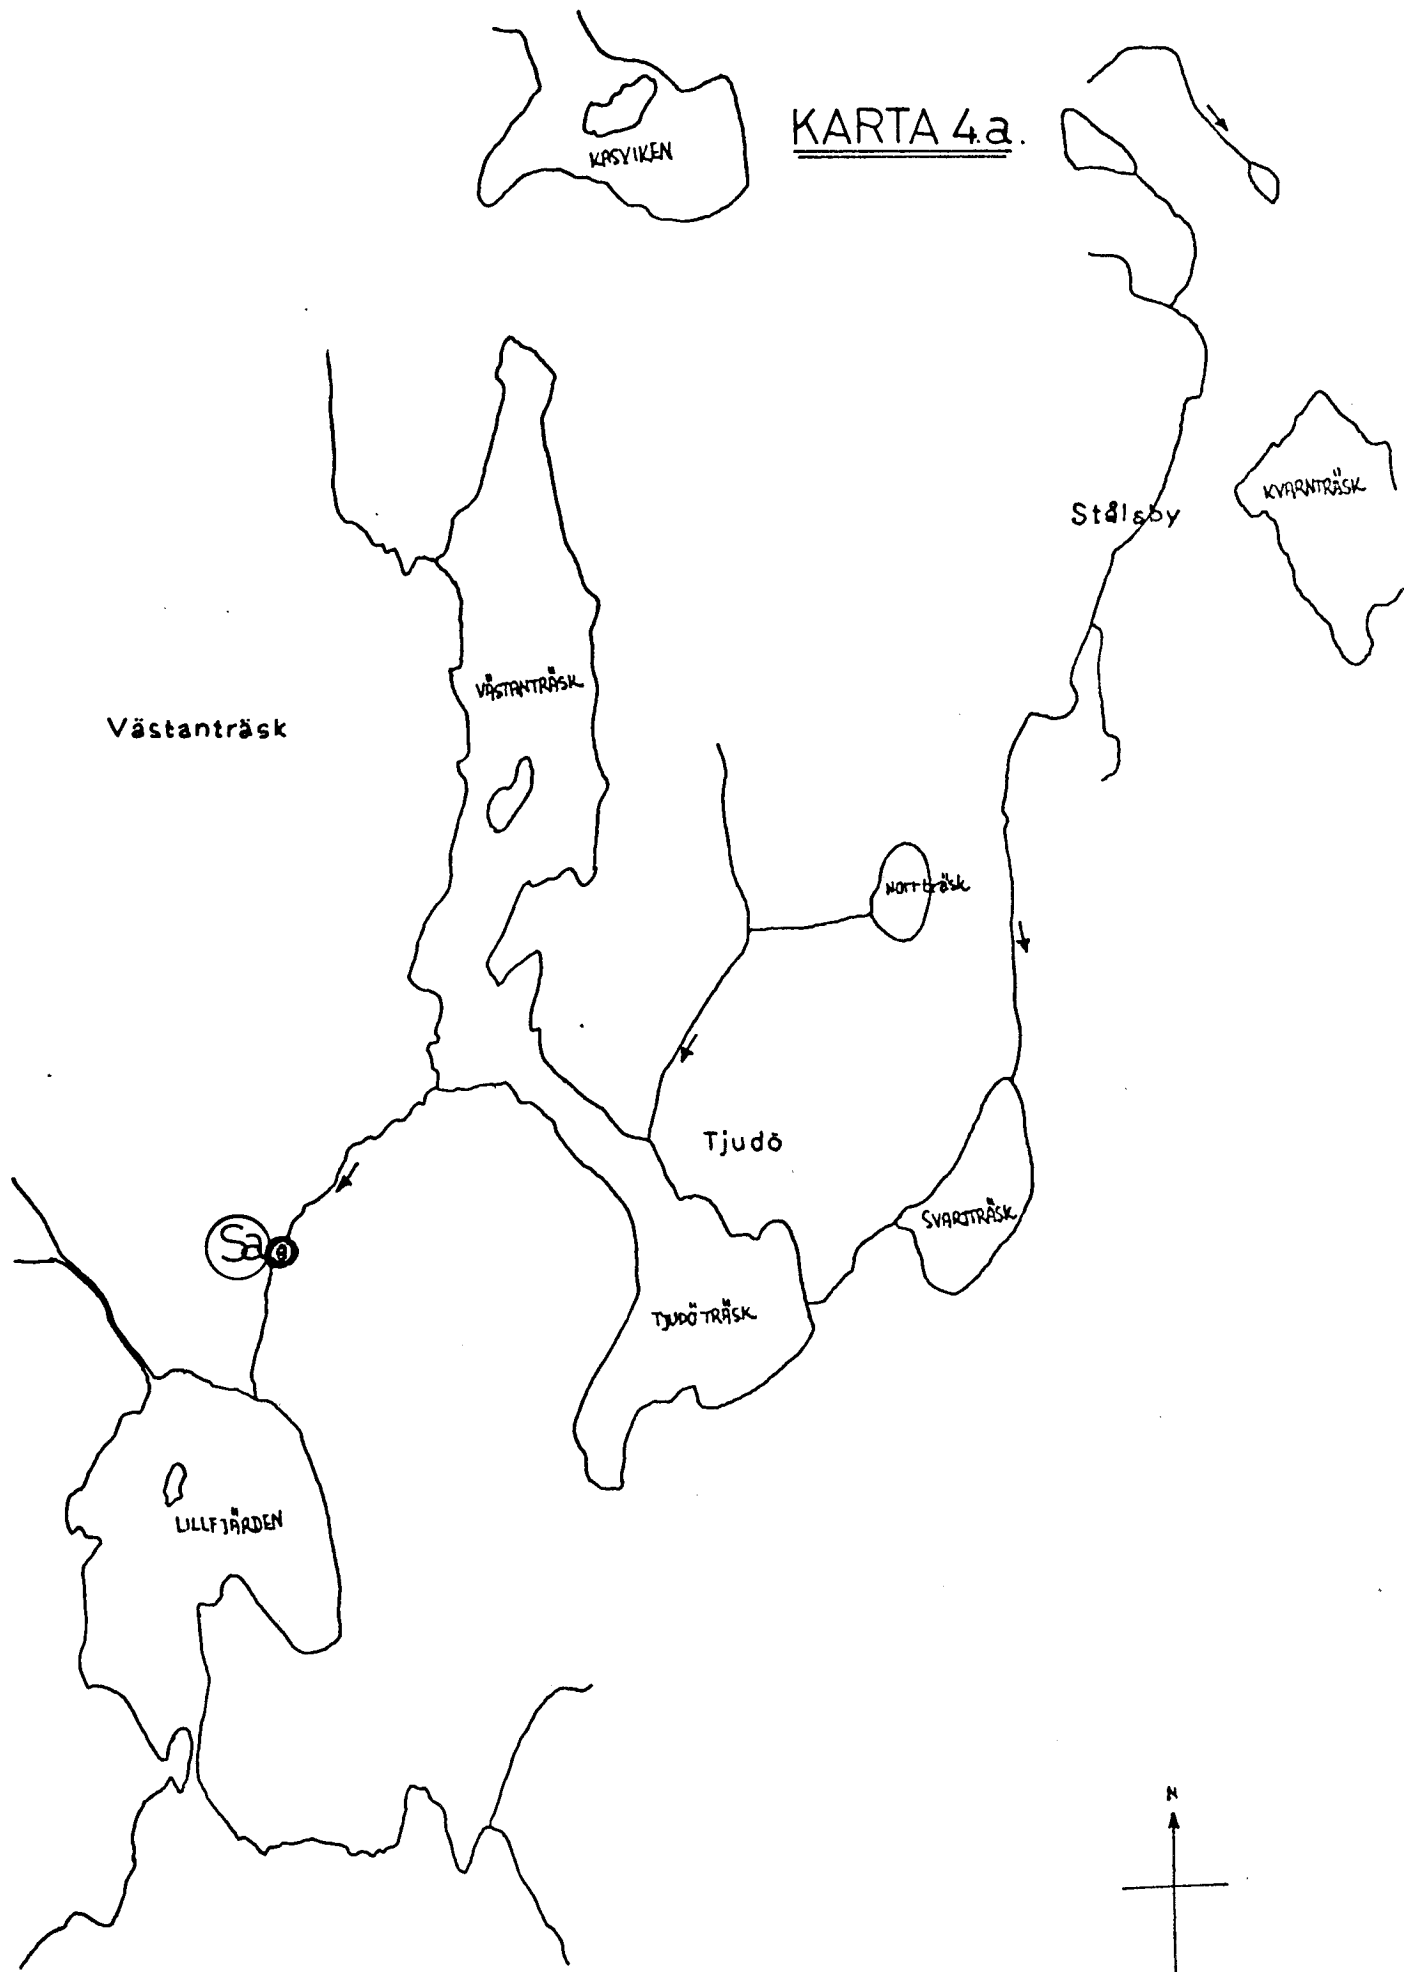 KARTA 4.a.
KASVIKEN
KVARNTRÄSK
Stålsby
VÄSTANTRÄSK
Västanträsk
Norrträsk
Tjudö
SVARTTRÄSK
Sa
TJUDÖ TRÄSK
LILLFJÄRDEN
N